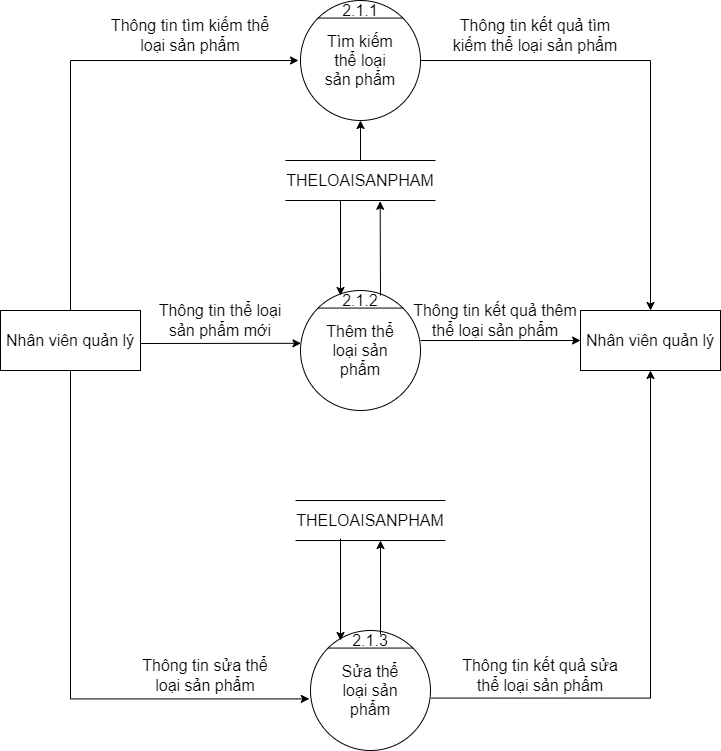 2.1.1
Thông tin tìm kiếm thể
loại sản phẩm
Tìm kiếm
thể loại
sản phẩm
Thông tin kết quả tìm
kiếm thể loại sản phẩm
THELOAISANPHAM
Nhân viên quản lý
Thông tin thể loại
sản phẩm mới
2.1.2
Thêm thể
loại sản
phẩm
Thông tin kết quả thêm
thể loại sản phẩm
Nhân viên quản lý
THELOAISANPHAM
Thông tin sửa thể
loại sản phẩm
2.1.3
Sửa thể
loại sản
phẩm
Thông tin kết quả sửa
thể loại sản phẩm